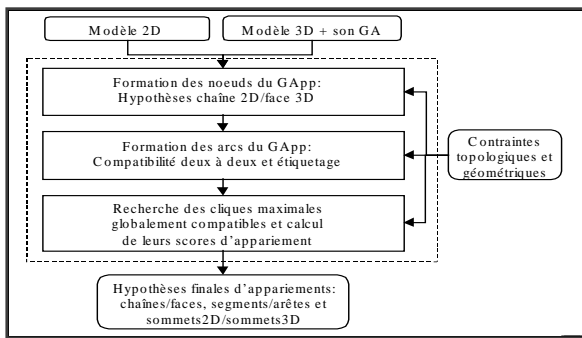 Modèle 2D
Modèle 3D + son GA
Formation des noeuds du GApp:
Hypothèses chaîne 2D/face 3D
Formation des arcs du GApp:
Compatibilité deux à deux et étiquetage
Recherche des cliques maximales
globalement compatibles et calcul
de leurs scores d'appariement
Contraintes
topologiques et
géométriques
Hypothèses finales d'appariements:
chaînes/faces, segments/arêtes et
sommets2D/sommets3D